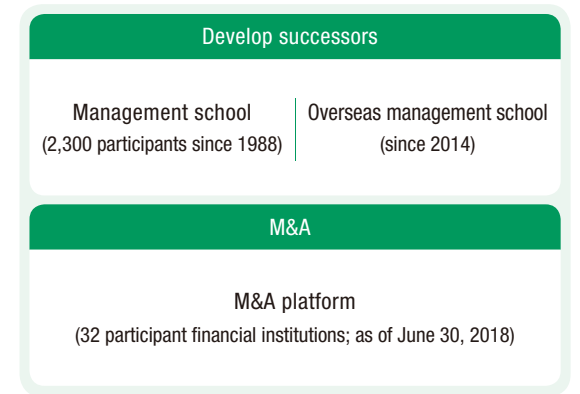 Develop successors
Management school
(2,300 participants since 1988)
Overseas management school
(since 2014)
M&A
M&A platform
(32 participant financial institutions; as of June 30, 2018)